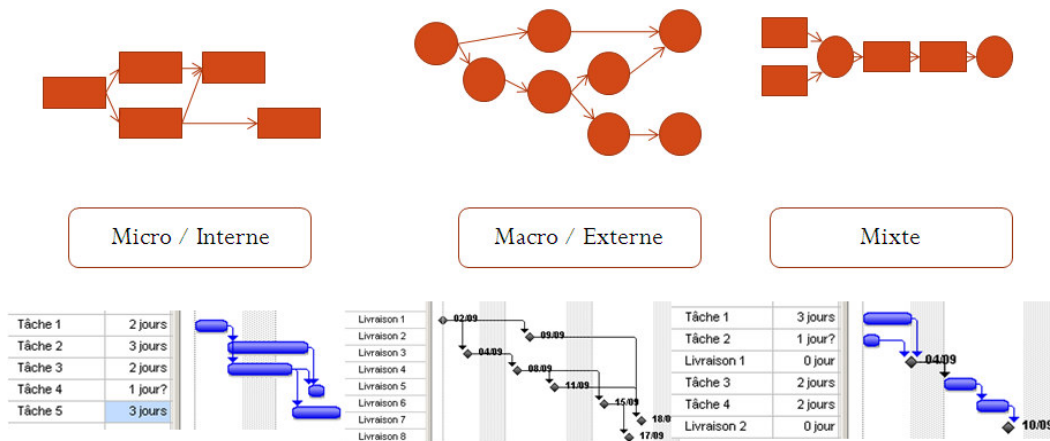 Micro / Interne
Macro / Externe
Mixte
Tâche 1 2 jours
Tâche 2 3 jours
Tâche 3 2 jours
Tâche 4 1 jour?
Tâche 5 3 jours
Livraison 1 02/09
Livraison 2 09/09
Livraison 3 04/09
Livraison 4 08/09
Livraison 5 11/09
Livraison 6 15/09
Livraison 7 18/0
Livraison 8 17/09
Tâche 1 3 jours
Tâche 2 1 jour?
Livraison 1 0 jour 04/09
Tâche 3 2 jours
Tâche 4 2 jours
Livraison 2 0 jour 10/09